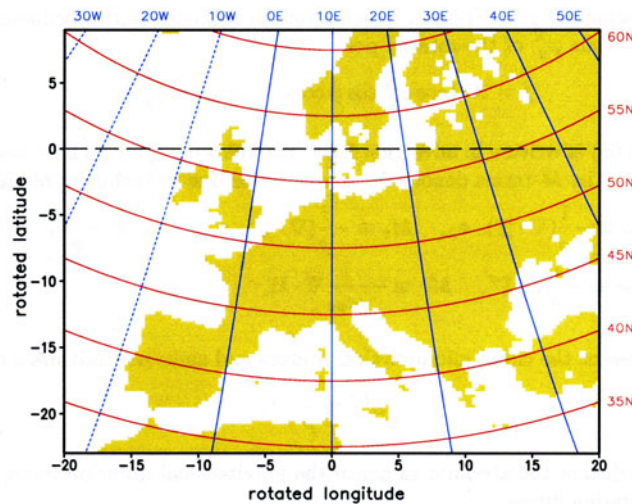 30W 20W 10W 0E 10E 20E 30E 40E 50E
60N
5
55N
0
50N
rotated latitude
-5
45N
-10
40N
-15
35N
-20
-20 -15 -10 -5 0 5 10 15 20
rotated longitude